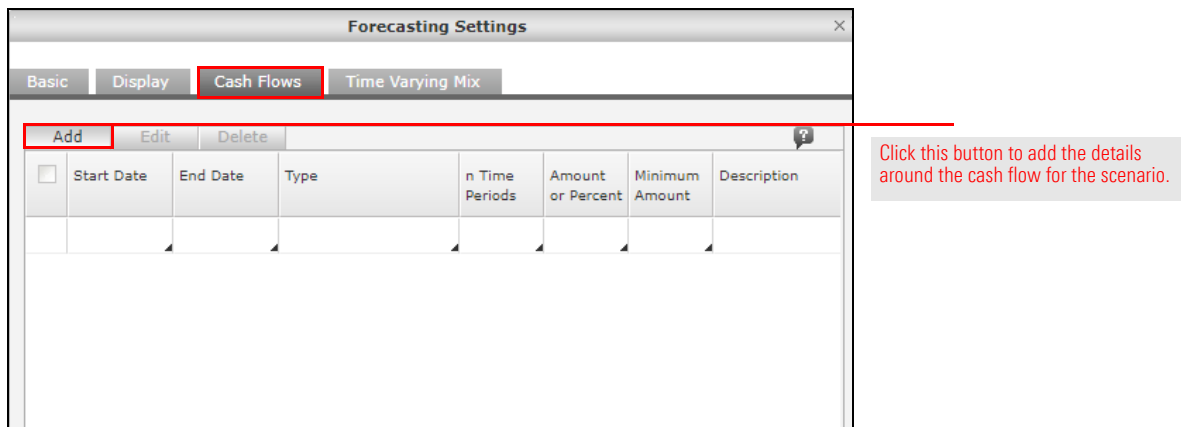 Forecasting Settings ×
Basic Display Cash Flows Time Varying Mix
Add Edit Delete ?
Start Date End Date Type n Time Periods Amount or Percent Minimum Amount Description
Click this button to add the details
around the cash flow for the scenario.